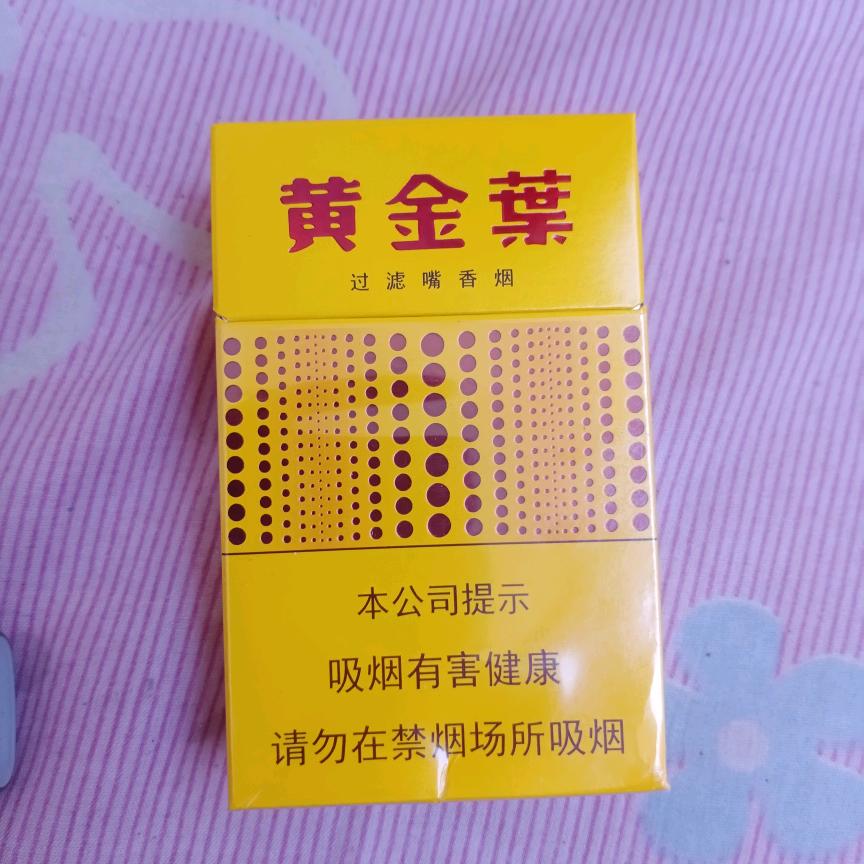 黄金葉
过滤嘴香烟
本公司提示
吸烟有害健康
请勿在禁烟场所吸烟